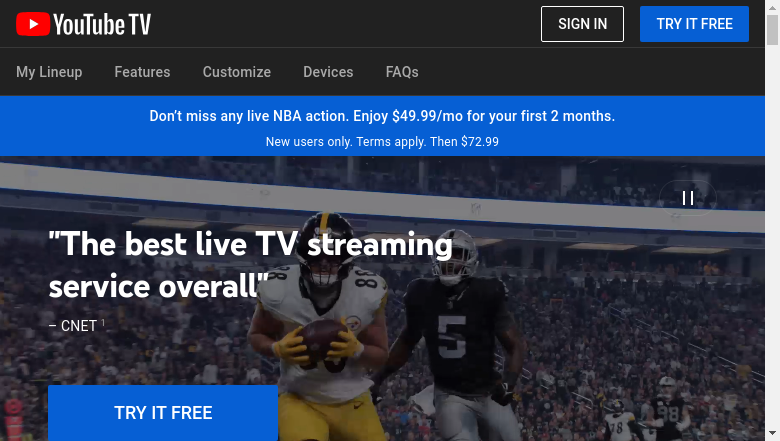 YouTube TV
SIGN IN
TRY IT FREE
My Lineup
Features
Customize
Devices
FAQs
Don't miss any live NBA action. Enjoy $49.99/mo for your first 2 months.
New users only. Terms apply. Then $72.99
"The best live TV streaming
service overall"
– CNET 1
TRY IT FREE
5
98